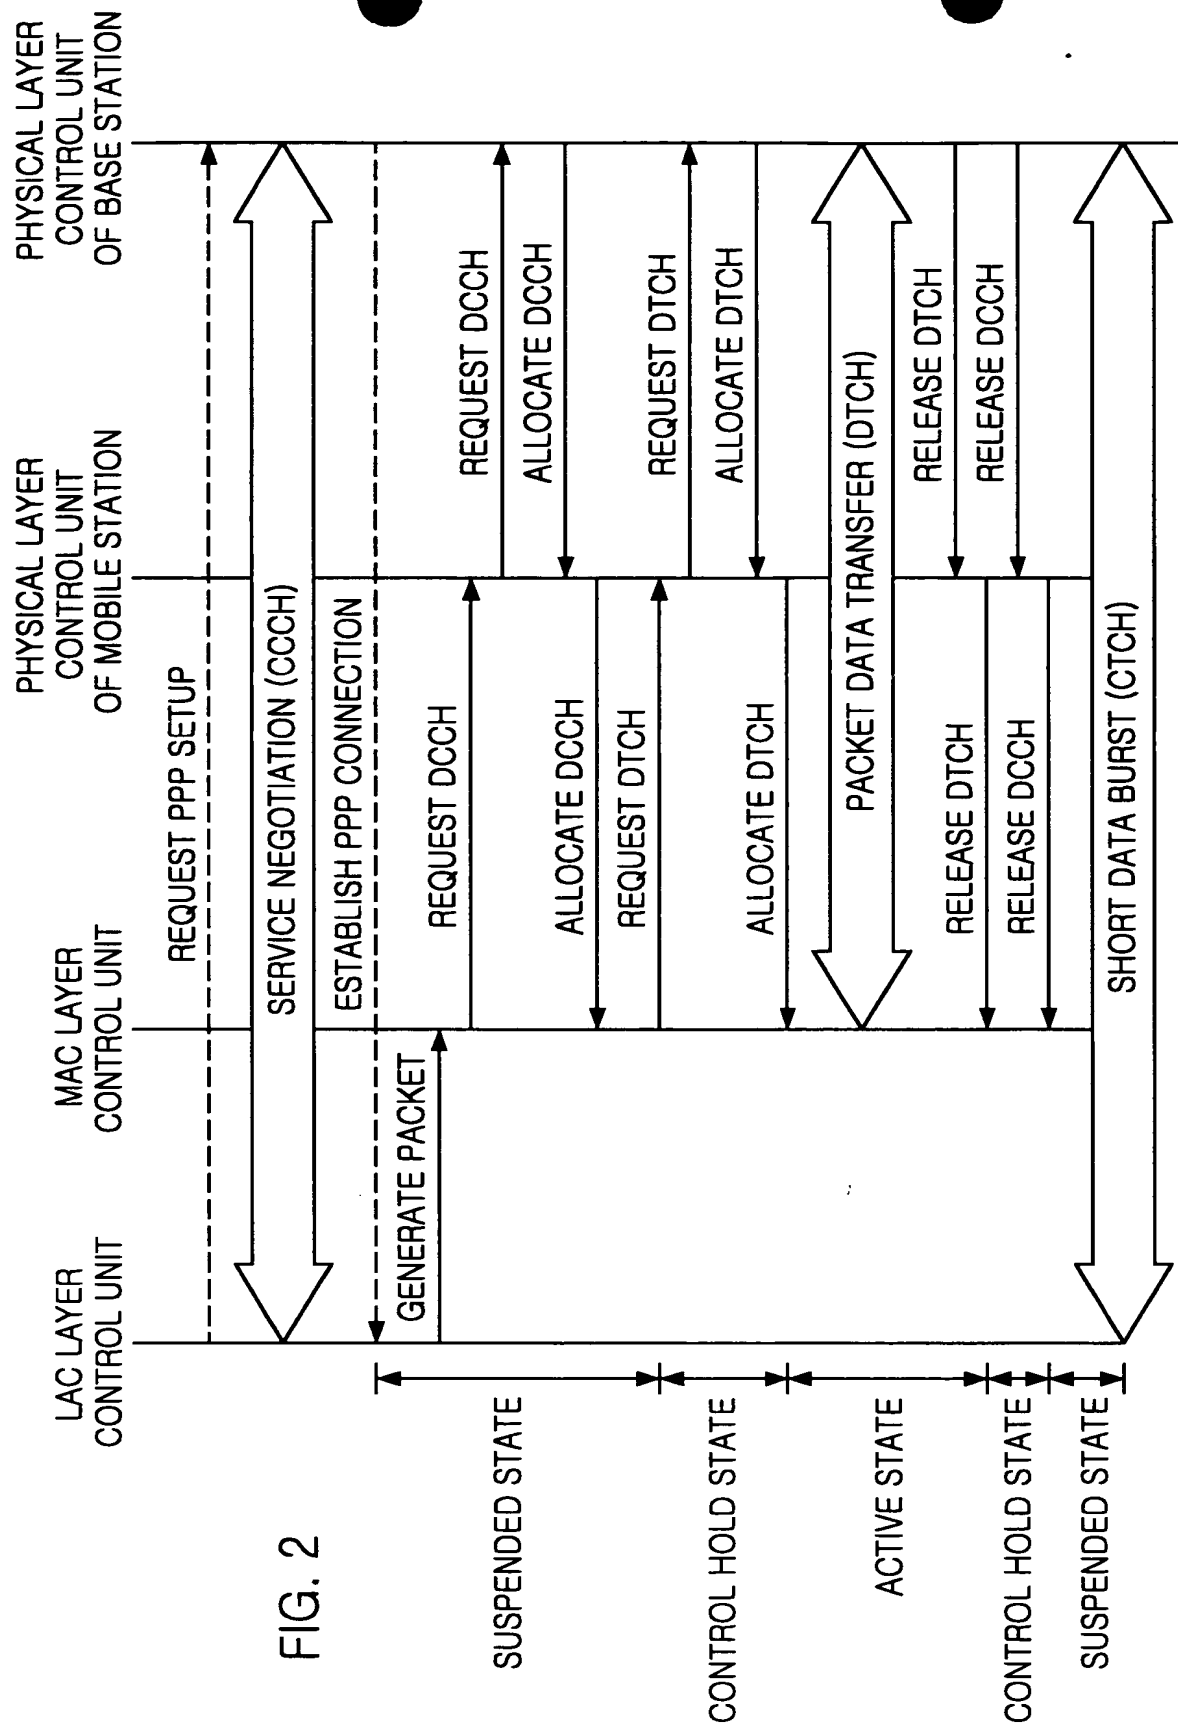 FIG. 2
LAC LAYER
CONTROL UNIT
MAC LAYER
CONTROL UNIT
PHYSICAL LAYER
CONTROL UNIT
OF MOBILE STATION
PHYSICAL LAYER
CONTROL UNIT
OF BASE STATION
REQUEST PPP SETUP
SERVICE NEGOTIATION (CCCH)
ESTABLISH PPP CONNECTION
GENERATE PACKET
REQUEST DCCH
REQUEST DCCH
ALLOCATE DCCH
ALLOCATE DCCH
REQUEST DTCH
REQUEST DTCH
ALLOCATE DTCH
ALLOCATE DTCH
PACKET DATA TRANSFER (DTCH)
RELEASE DTCH
RELEASE DTCH
RELEASE DCCH
RELEASE DCCH
SHORT DATA BURST (CTCH)
SUSPENDED STATE
CONTROL HOLD STATE
ACTIVE STATE
CONTROL HOLD STATE
SUSPENDED STATE